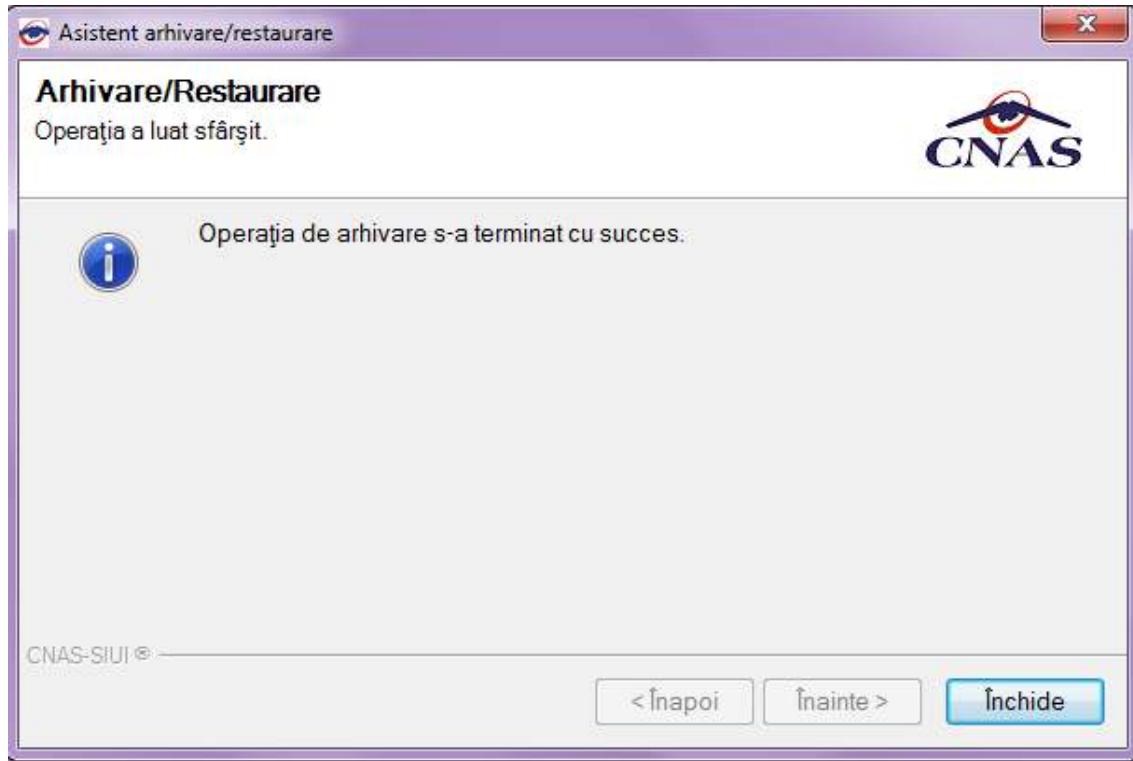 Asistent arhivare/restaurare
Arhivare/Restaurare
Operaţia a luat sfârşit.
CNAS
Operaţia de arhivare s-a terminat cu succes.
CNAS-SIUI ®
< Înapoi
Înainte >
Închide